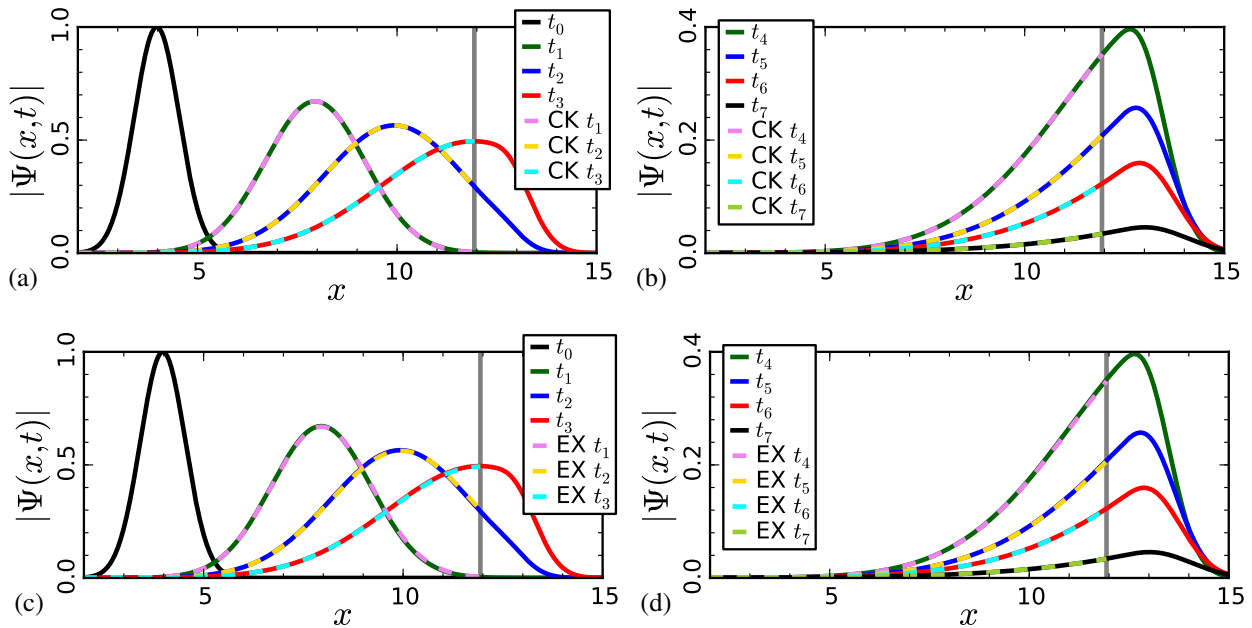 1.0
0.5
0.0
|Ψ(x,t)|
5
10
15
x
(a)
t₀
t₁
t₂
t₃
CK t₁
CK t₂
CK t₃
0.4
0.2
0.0
|Ψ(x,t)|
5
10
15
x
(b)
t₄
t₅
t₆
t₇
CK t₄
CK t₅
CK t₆
CK t₇
1.0
0.5
0.0
|Ψ(x,t)|
5
10
15
x
(c)
t₀
t₁
t₂
t₃
EX t₁
EX t₂
EX t₃
0.4
0.2
0.0
|Ψ(x,t)|
5
10
15
x
(d)
t₄
t₅
t₆
t₇
EX t₄
EX t₅
EX t₆
EX t₇